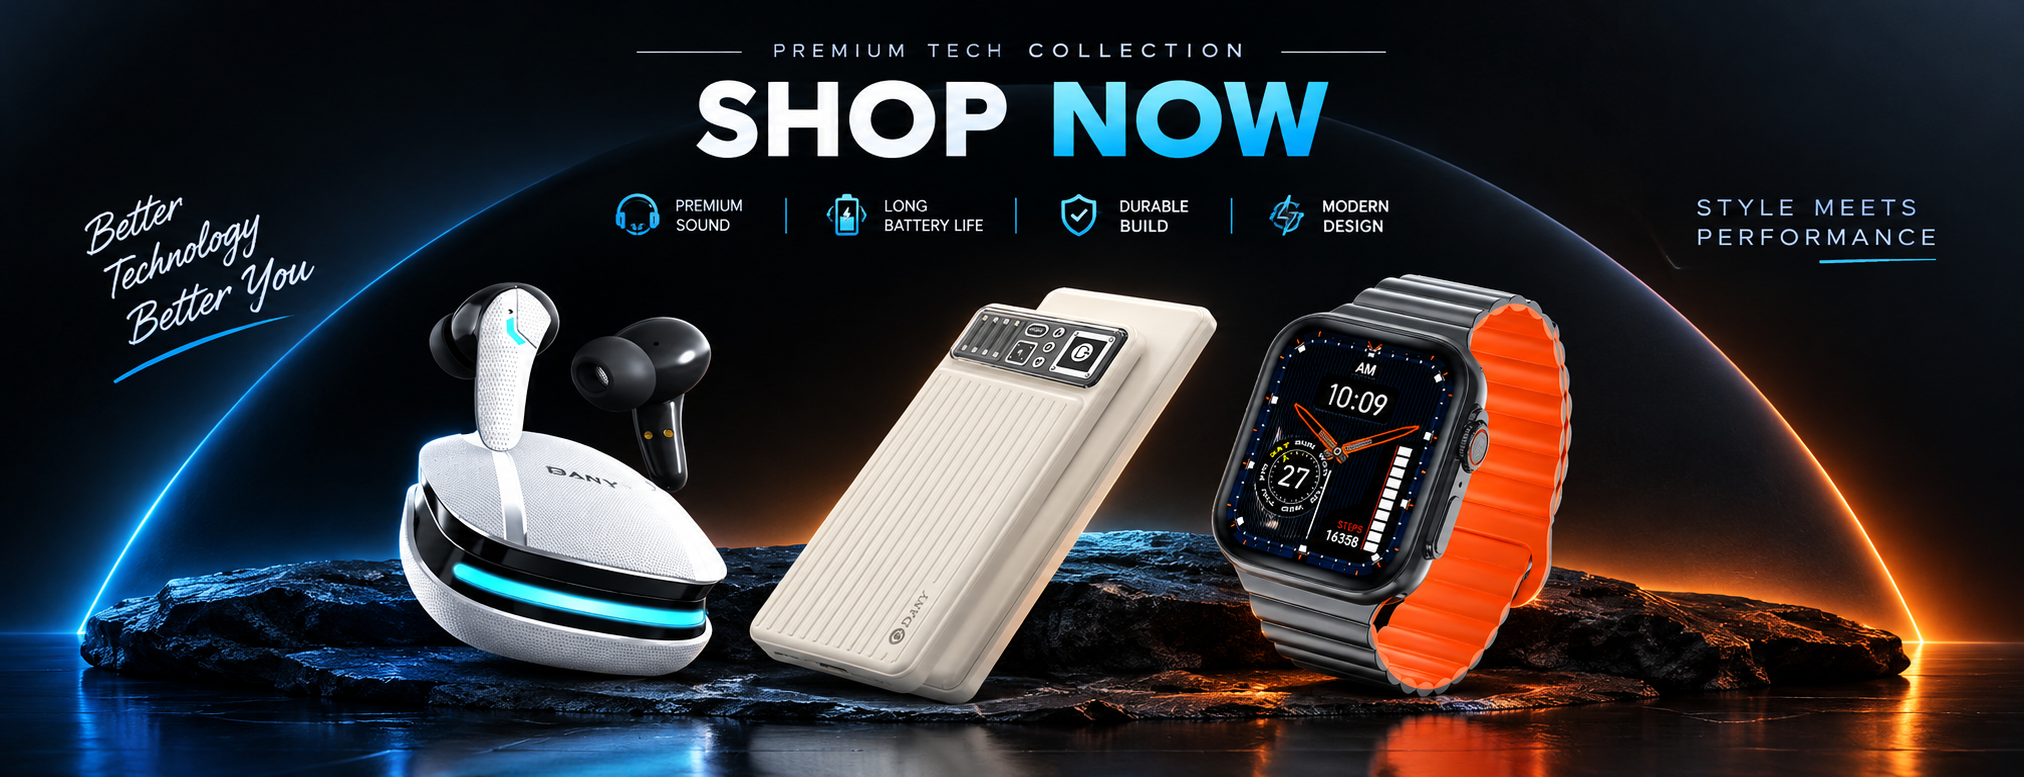 PREMIUM TECH COLLECTION
SHOP NOW
PREMIUM
SOUND
LONG
BATTERY LIFE
DURABLE
BUILD
MODERN
DESIGN
Better
Technology
Better You
STYLE MEETS
PERFORMANCE
DANY
DANY
AM
10:09
27
STEPS
16358